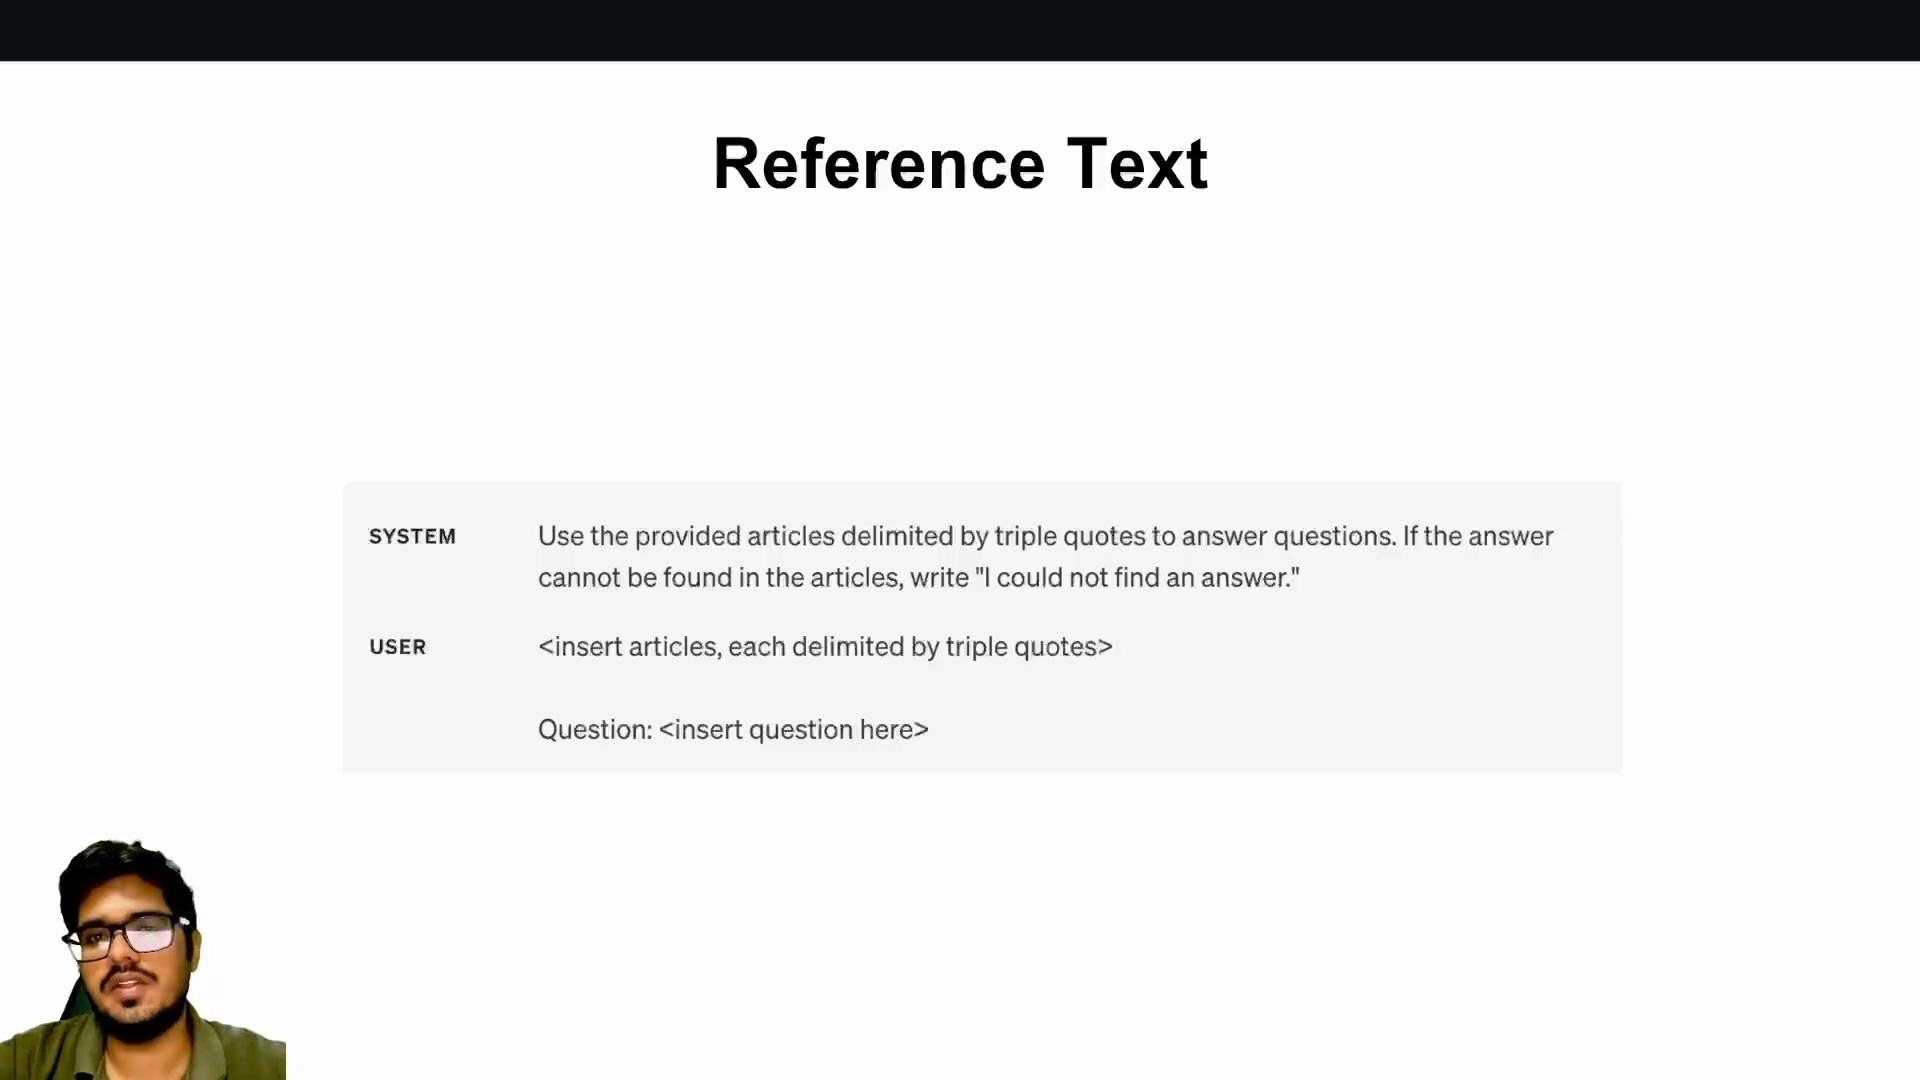 Reference Text
SYSTEM Use the provided articles delimited by triple quotes to answer questions. If the answer
cannot be found in the articles, write "I could not find an answer."
USER <insert articles, each delimited by triple quotes>
Question: <insert question here>